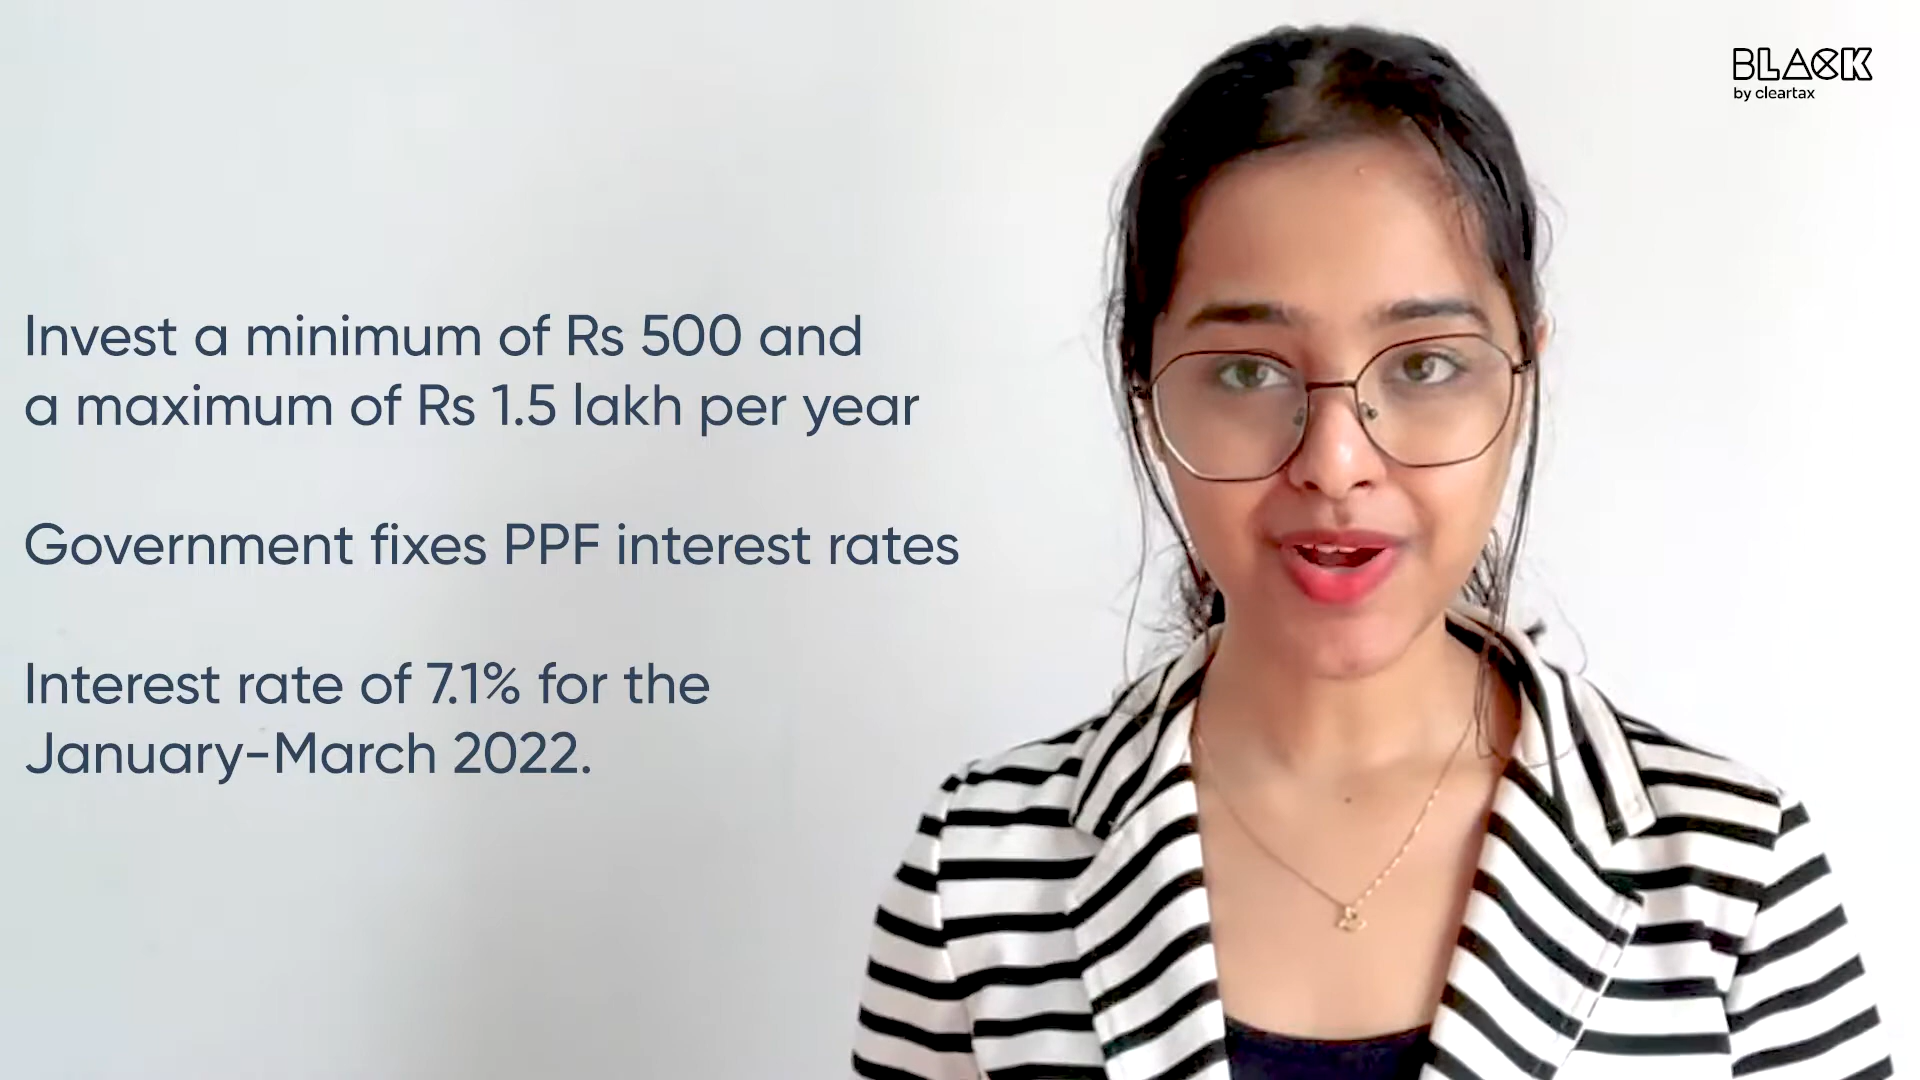 BLACK
by cleartax
Invest a minimum of Rs 500 and
a maximum of Rs 1.5 lakh per year
Government fixes PPF interest rates
Interest rate of 7.1% for the
January-March 2022.